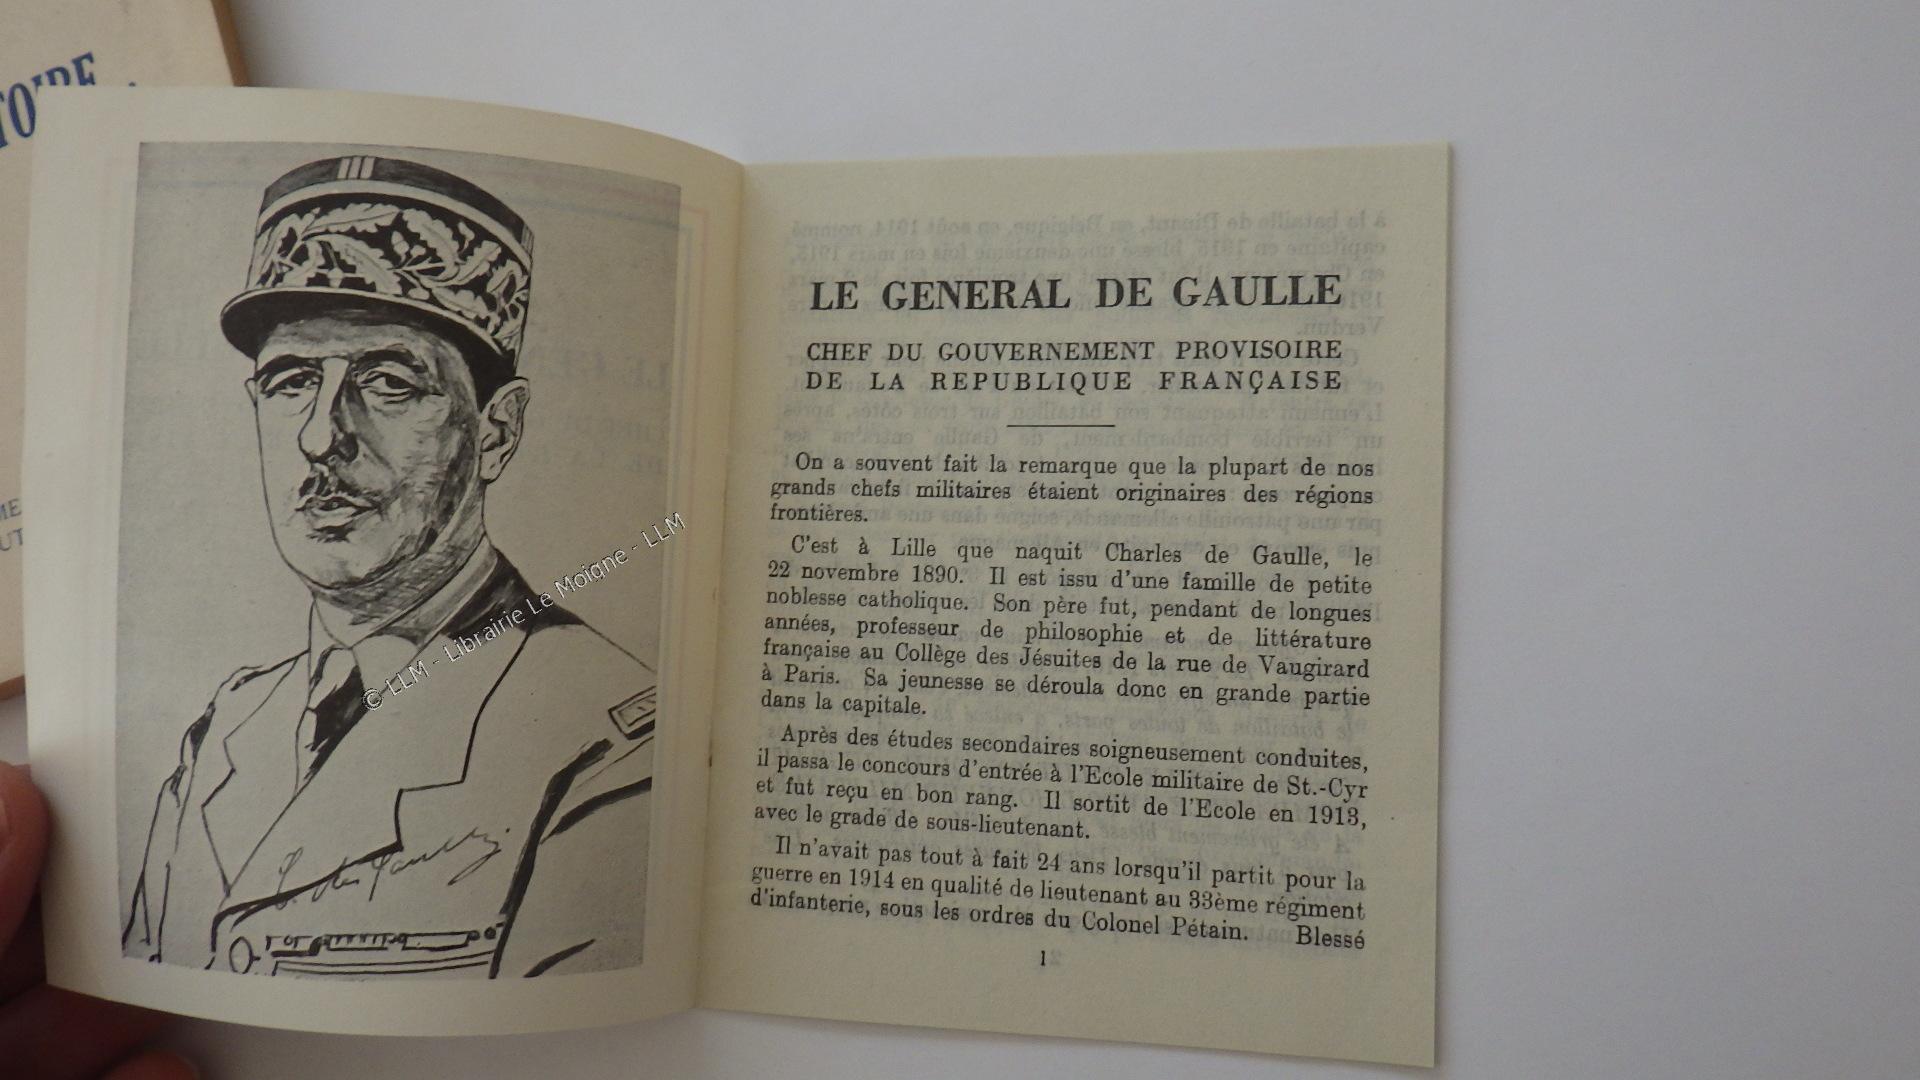 TOIRE
© LLM - Librairie Le Moigne - LLM
LE GENERAL DE GAULLE
CHEF DU GOUVERNEMENT PROVISOIRE
DE LA REPUBLIQUE FRANÇAISE
On a souvent fait la remarque que la plupart de nos
grands chefs militaires étaient originaires des régions
frontières.
C'est à Lille que naquit Charles de Gaulle, le
22 novembre 1890. Il est issu d'une famille de petite
noblesse catholique. Son père fut, pendant de longues
années, professeur de philosophie et de littérature
française au Collège des Jésuites de la rue de Vaugirard
à Paris. Sa jeunesse se déroula donc en grande partie
dans la capitale.
Après des études secondaires soigneusement conduites,
il passa le concours d'entrée à l'Ecole militaire de St.-Cyr
et fut reçu en bon rang. Il sortit de l'Ecole en 1913,
avec le grade de sous-lieutenant.
Il n'avait pas tout à fait 24 ans lorsqu'il partit pour la
guerre en 1914 en qualité de lieutenant au 33ème régiment
d'infanterie, sous les ordres du Colonel Pétain. Blessé
1